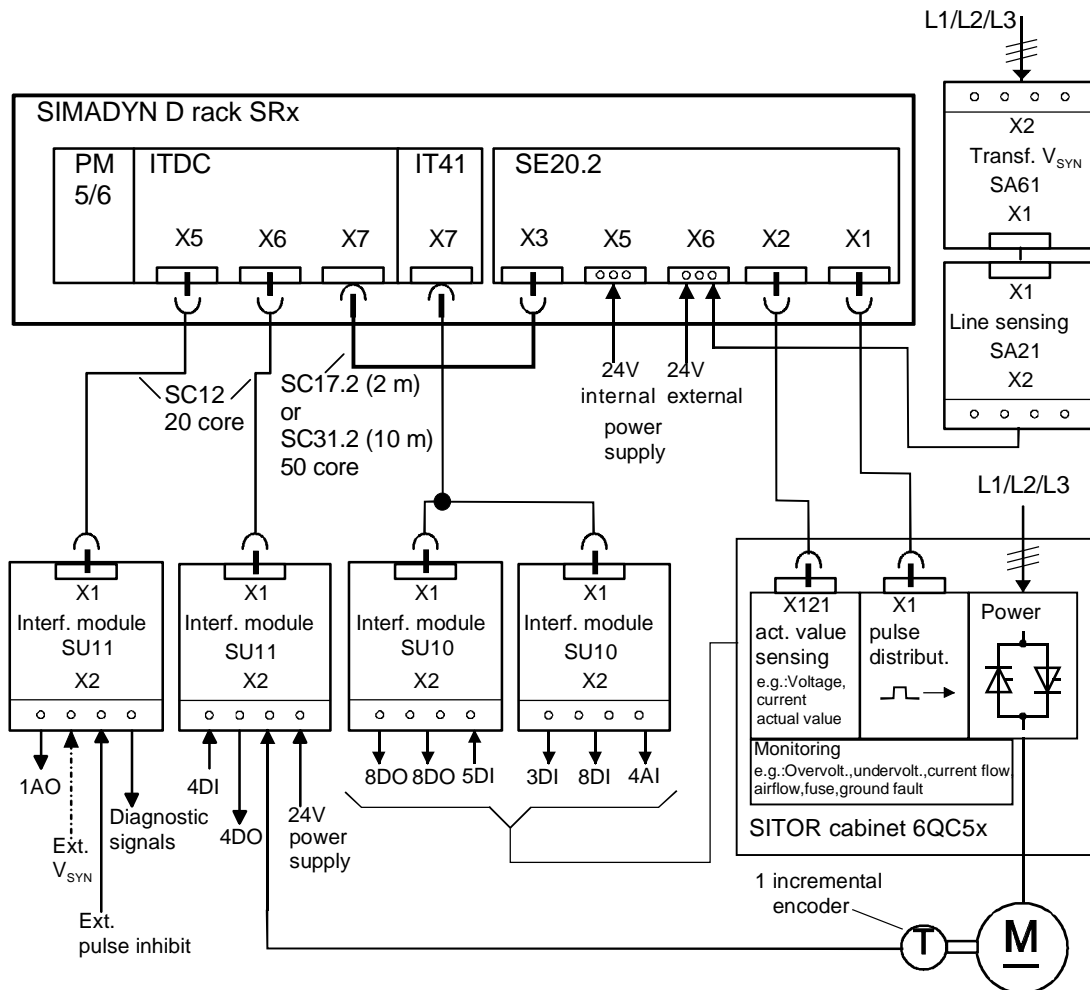 L1/L2/L3
SIMADYN D rack SRx
PM
5/6
ITDC
IT41
SE20.2
X5
X6
X7
X7
X3
X5
X6
X2
X1
X2
Transf. VSYN
SA61
X1
X1
Line sensing
SA21
X2
SC12
20 core
SC17.2 (2 m)
or
SC31.2 (10 m)
50 core
24V
internal
power
supply
24V
external
L1/L2/L3
X1
Interf. module
SU11
X2
X1
Interf. module
SU11
X2
X1
Interf. module
SU10
X2
X1
Interf. module
SU10
X2
X121
act. value
sensing
e.g.:Voltage,
current
actual value
X1
pulse
distribut.
Power
Monitoring
e.g.:Overvolt.,undervolt.,current flow,
airflow,fuse,ground fault
SITOR cabinet 6QC5x
1AO
Ext.
VSYN
Ext.
pulse inhibit
Diagnostic
signals
4DI
4DO
24V
power
supply
8DO
8DO
5DI
3DI
8DI
4AI
1 incremental
encoder
T
M